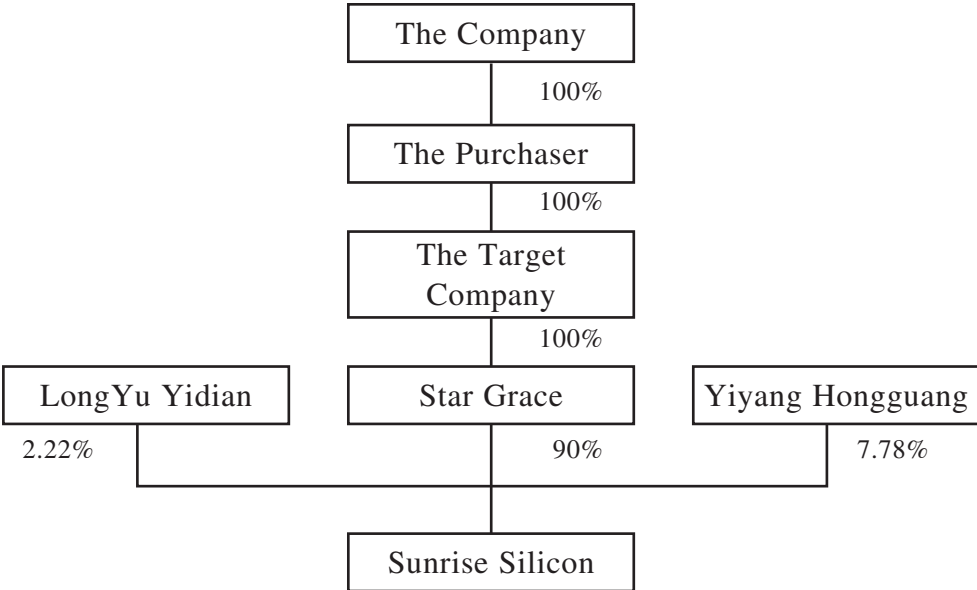 The Company
100%
The Purchaser
100%
The Target
Company
100%
LongYu Yidian
Star Grace
Yiyang Hongguang
2.22%
90%
7.78%
Sunrise Silicon